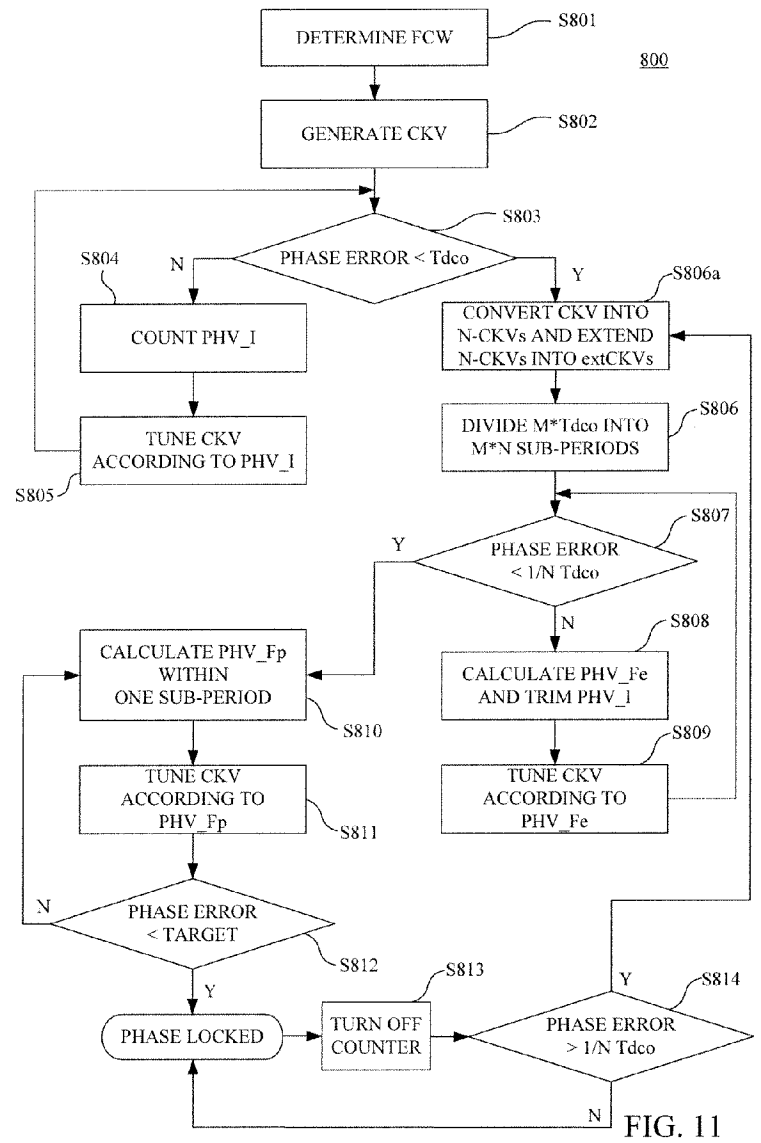 S801
DETERMINE FCW
800
S802
GENERATE CKV
S803
PHASE ERROR < Tdco
N
Y
S804
COUNT PHV_I
TUNE CKV
ACCORDING TO PHV_I
S805
S806a
CONVERT CKV INTO
N-CKVs AND EXTEND
N-CKVs INTO extCKVs
S806
DIVIDE M*Tdco INTO
M*N SUB-PERIODS
S807
PHASE ERROR
< 1/N Tdco
Y
N
S808
CALCULATE PHV_Fe
AND TRIM PHV_I
S809
TUNE CKV
ACCORDING TO
PHV_Fe
CALCULATE PHV_Fp
WITHIN
ONE SUB-PERIOD
S810
TUNE CKV
ACCORDING TO
PHV_Fp
S811
N
PHASE ERROR
< TARGET
S812
Y
PHASE LOCKED
S813
TURN OFF
COUNTER
Y
S814
PHASE ERROR
> 1/N Tdco
N
FIG. 11